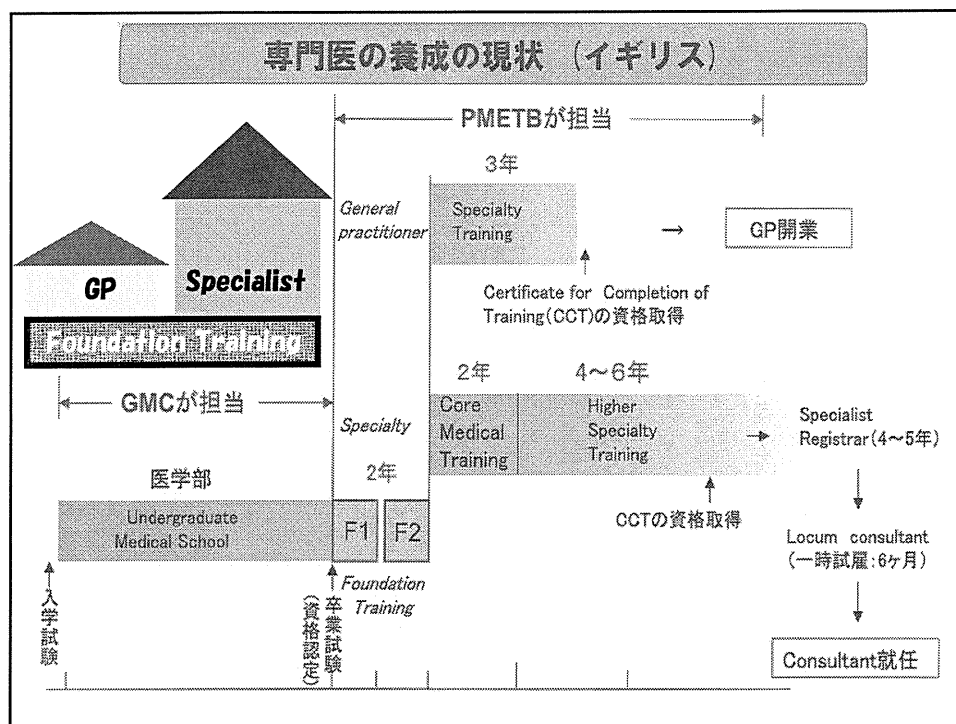 専門医の養成の現状 (イギリス)
PMETBが担当
3年
General
practitioner
Specialty
Training
→
GP開業
GP
Specialist
Foundation Training
Certificate for Completion of
Training(CCT)の資格取得
GMCが担当
2年
4~6年
Specialty
Core
Medical
Training
Higher
Specialty
Training
Specialist
Registrar(4~5年)
医学部
2年
Undergraduate
Medical School
F1
F2
CCTの資格取得
Locum consultant
(一時試雇:6ケ月)
Foundation
Training
入学試験
卒業試験
(資格認定)
Consultant就任